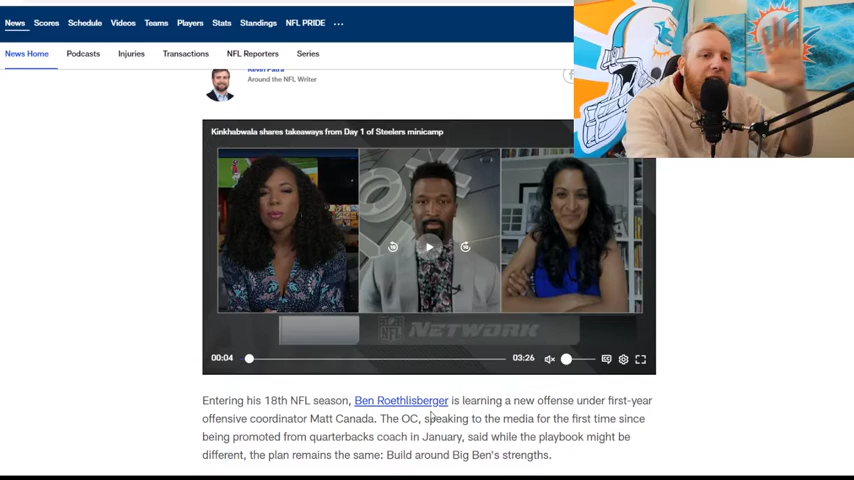 News Scores Schedule Videos Teams Players Stats Standings NFL PRIDE ...
News Home Podcasts Injuries Transactions NFL Reporters Series
Kevin Patra
Around the NFL Writer
Kinkhabwala shares takeaways from Day 1 of Steelers minicamp
NFL NETWORK
00:04 03:26
Entering his 18th NFL season, Ben Roethlisberger is learning a new offense under first-year
offensive coordinator Matt Canada. The OC, speaking to the media for the first time since
being promoted from quarterbacks coach in January, said while the playbook might be
different, the plan remains the same: Build around Big Ben's strengths.